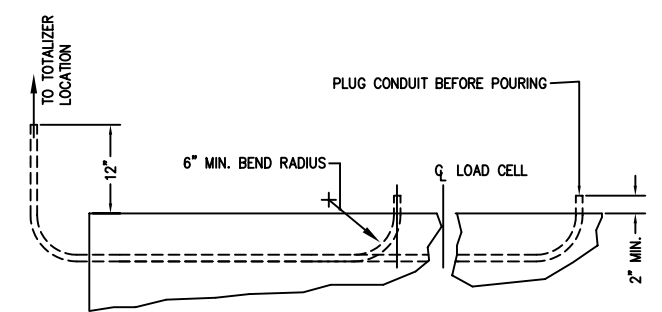 TO TOTALIZER
LOCATION
PLUG CONDUIT BEFORE POURING
12"
6" MIN. BEND RADIUS
℄ LOAD CELL
2" MIN.